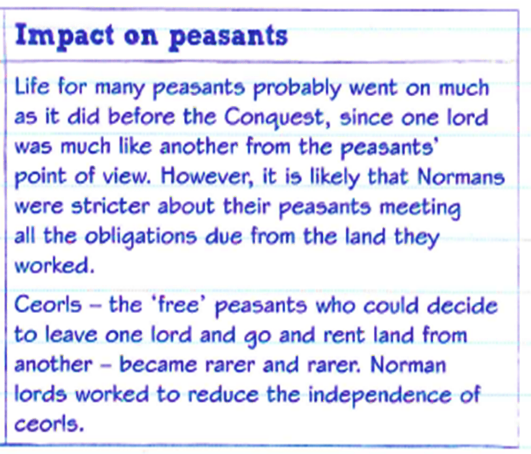 Impact on peasants
Life for many peasants probably went on much
as it did before the Conquest, since one lord
was much like another from the peasants'
point of view. However, it is likely that Normans
were stricter about their peasants meeting
all the obligations due from the land they
worked.
Ceorls – the 'free' peasants who could decide
to leave one lord and go and rent land from
another – became rarer and rarer. Norman
lords worked to reduce the independence of
ceorls.